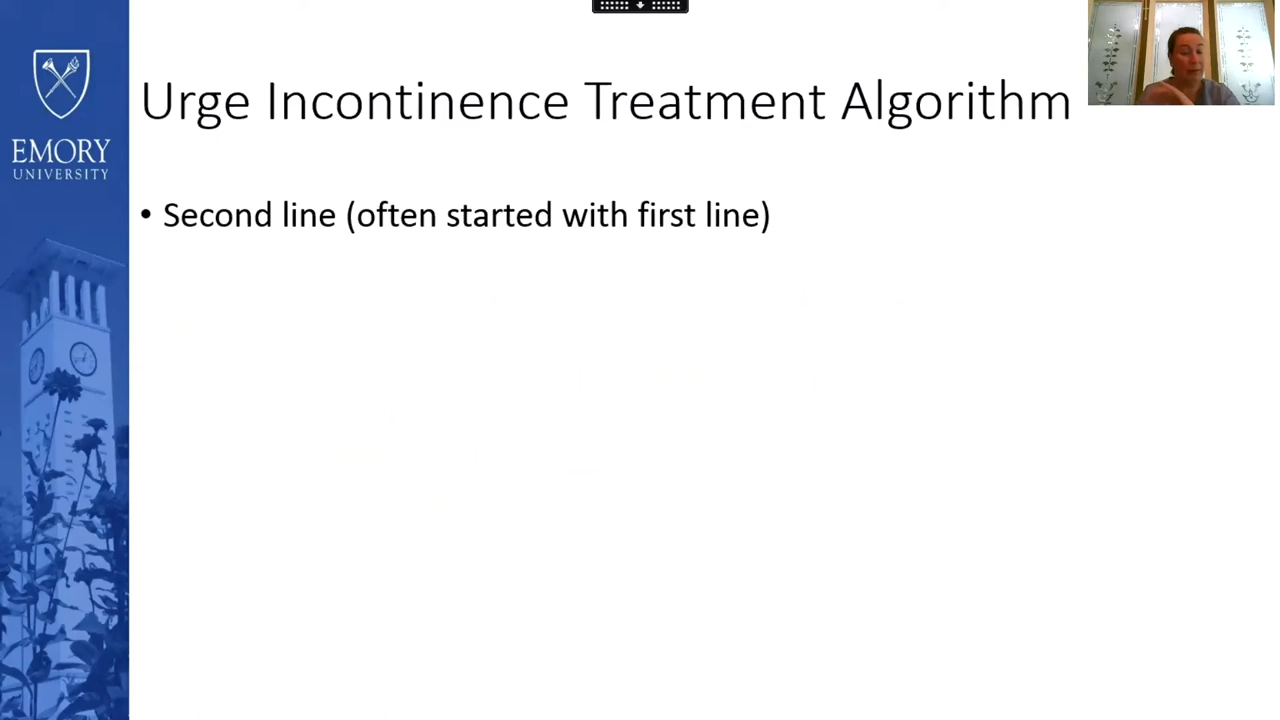 Urge Incontinence Treatment Algorithm
EMORY
UNIVERSITY
• Second line (often started with first line)